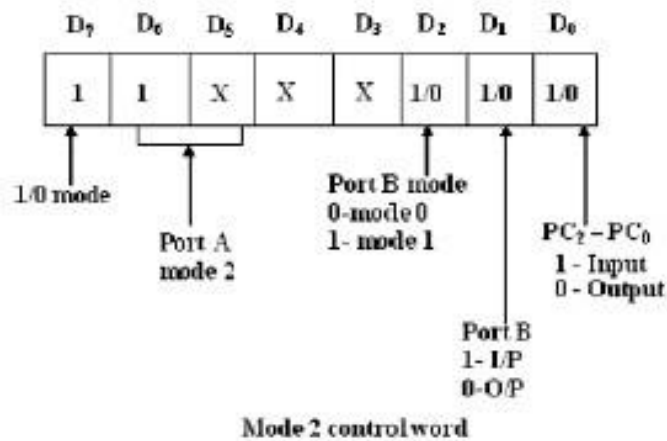 D₇ D₆ D₅ D₄ D₃ D₂ D₁ D₀
1 1 X X X 1/0 1/0 1/0
1/0 mode
Port A
mode 2
Port B mode
0-mode 0
1- mode 1
PC₂ – PC₀
1 - Input
0 - Output
Port B
1- I/P
0-O/P
Mode 2 control word